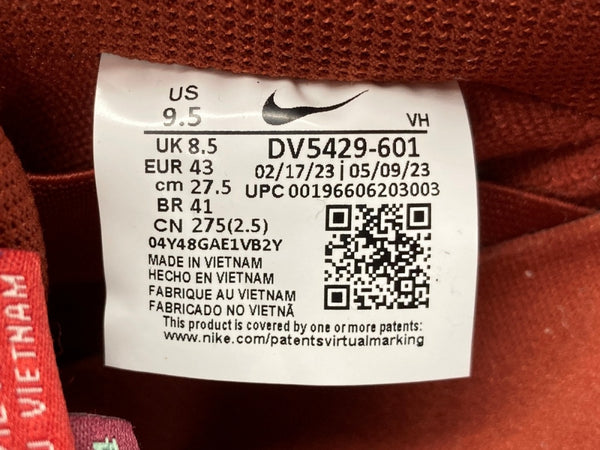 US
9.5
VH
UK 8.5
EUR 43
cm 27.5
BR 41
CN 275(2.5)
DV5429-601
02/17/23 | 05/09/23
UPC 00196606203003
04Y48GAE1VB2Y
MADE IN VIETNAM
HECHO EN VIETNAM
FABRIQUE AU VIETNAM
FABRICADO NO VIETNÃ
This product is covered by one or more patents:
www.nike.com/patentsvirtualmarking
VIETNAM